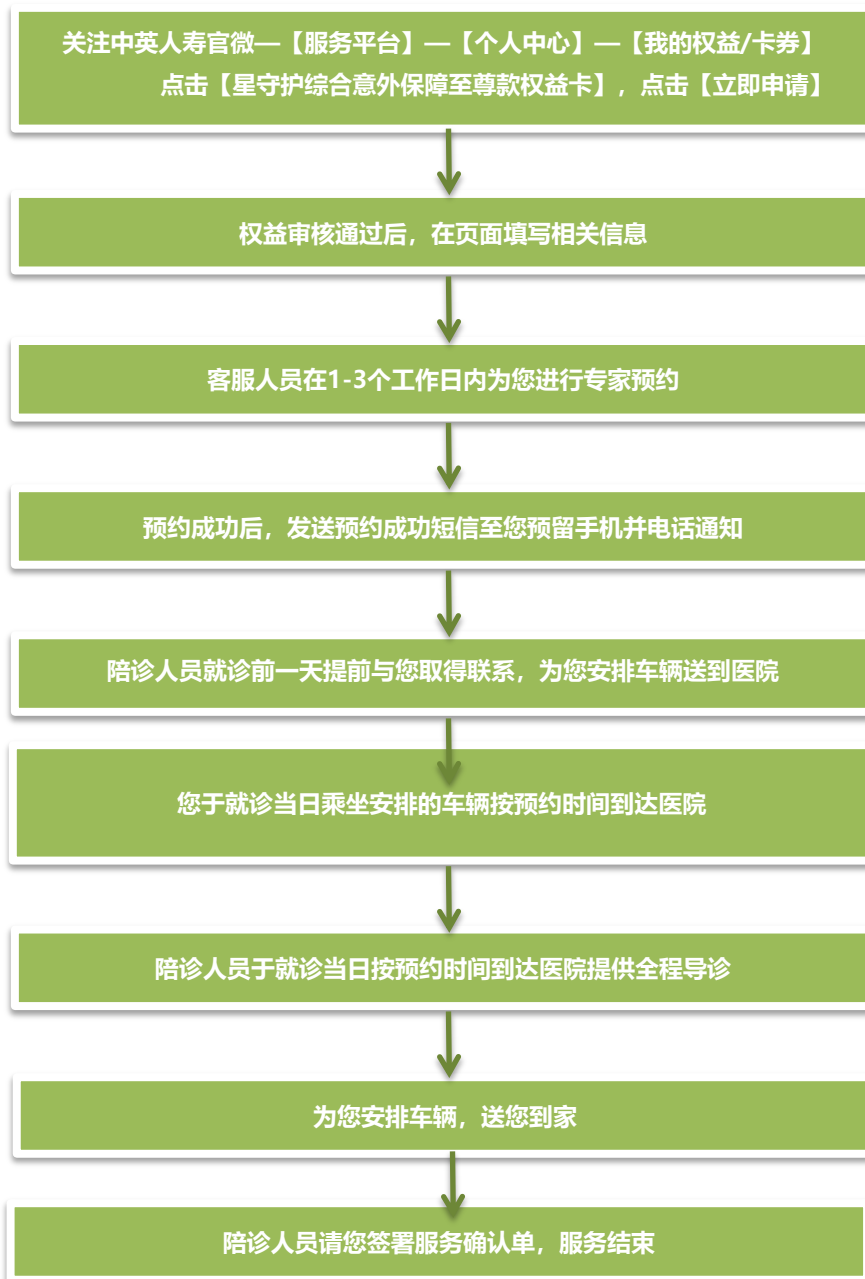 关注中英人寿官微—【服务平台】—【个人中心】—【我的权益/卡券】
点击【星守护综合意外保障至尊款权益卡】，点击【立即申请】
权益审核通过后，在页面填写相关信息
客服人员在1-3个工作日内为您进行专家预约
预约成功后，发送预约成功短信至您预留手机并电话通知
陪诊人员就诊前一天提前与您取得联系，为您安排车辆送到医院
您于就诊当日乘坐安排的车辆按预约时间到达医院
陪诊人员于就诊当日按预约时间到达医院提供全程导诊
为您安排车辆，送您到家
陪诊人员请您签署服务确认单，服务结束